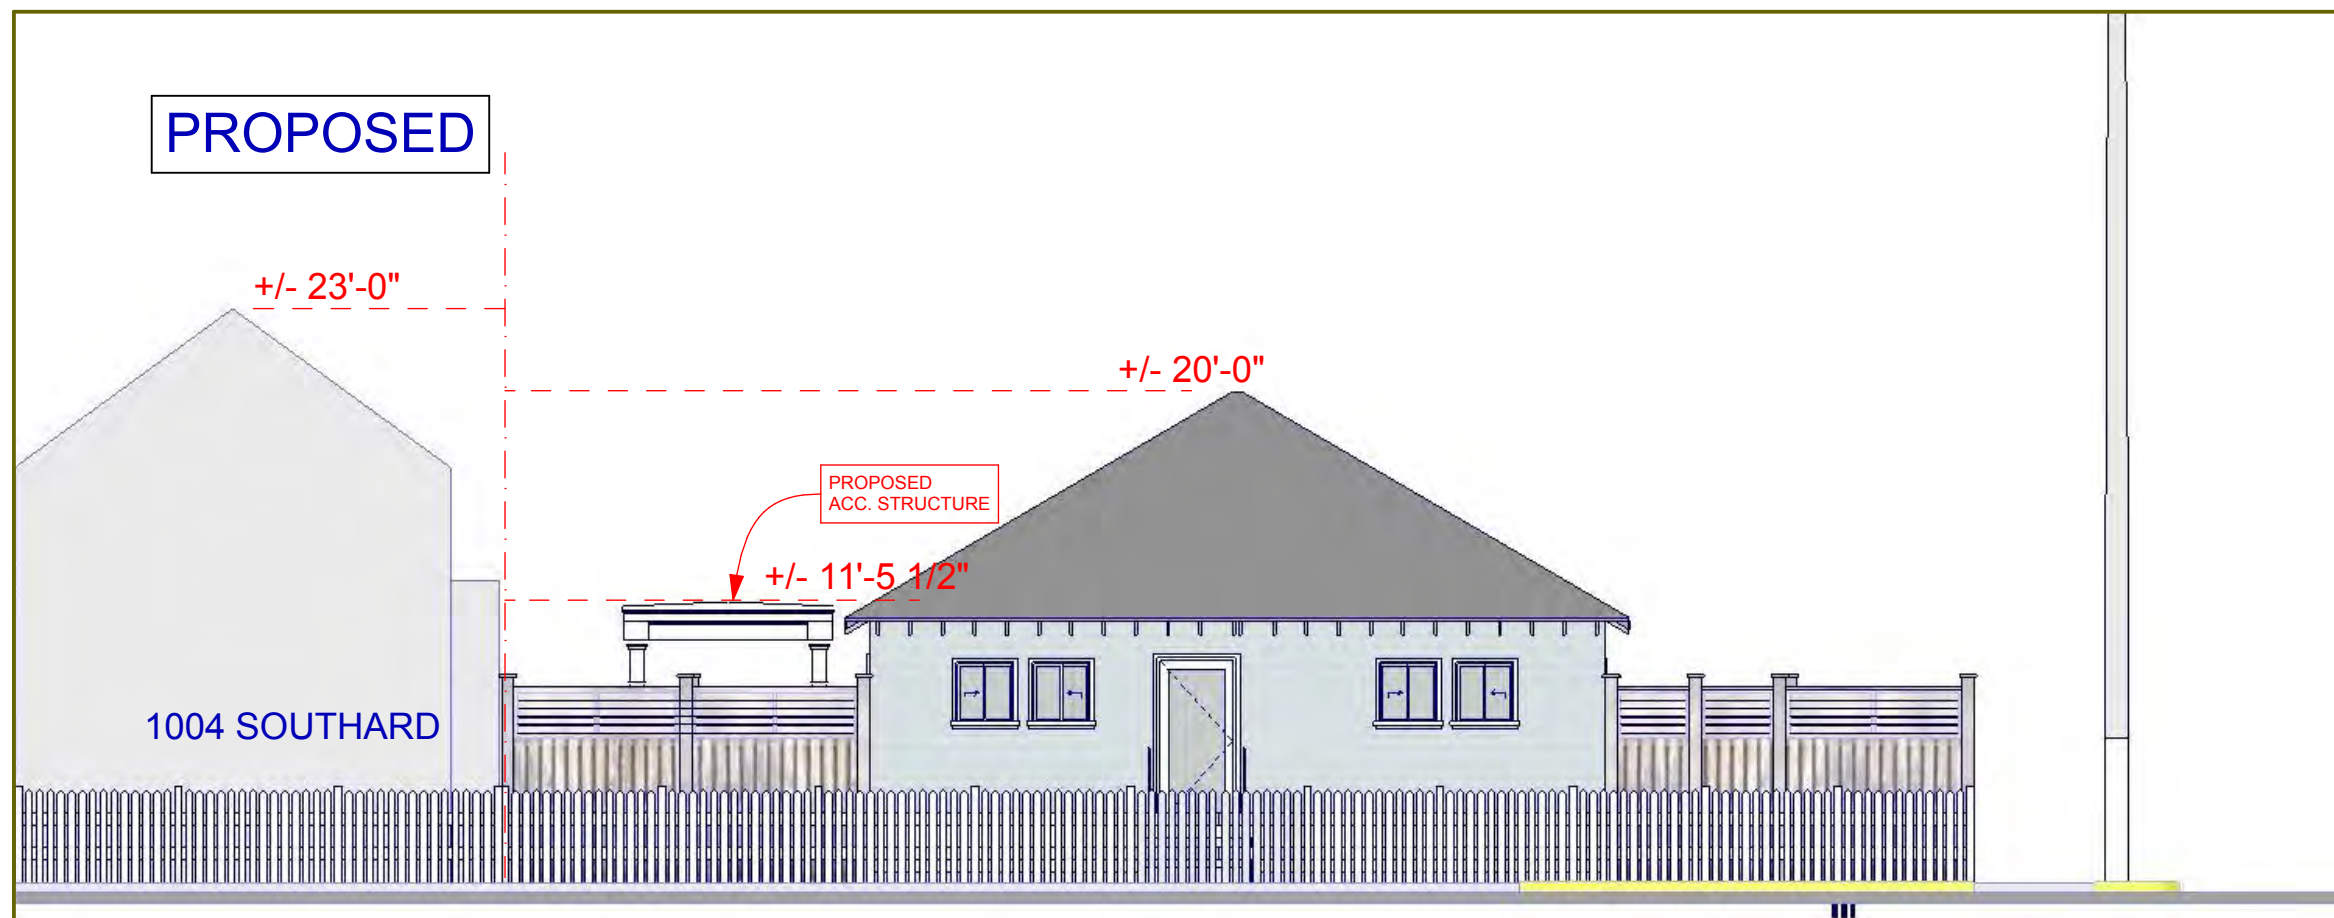 PROPOSED
+/- 23'-0"
+/- 20'-0"
PROPOSED
ACC. STRUCTURE
+/- 11'-5 1/2"
1004 SOUTHARD